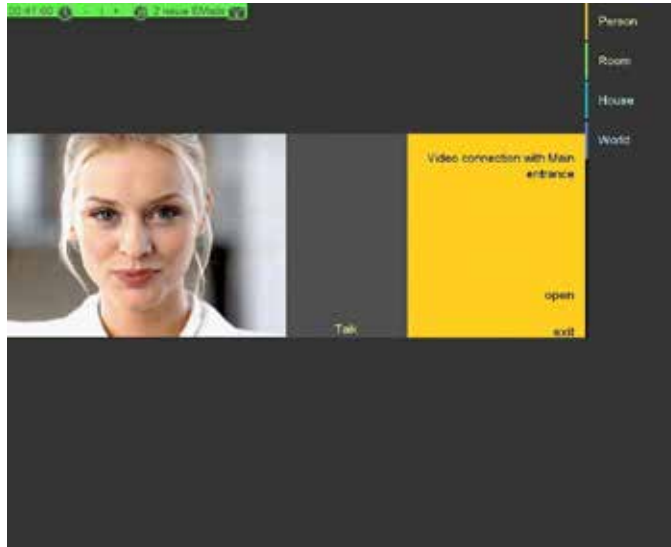 Person
Room
House
World
Video connection with Main
entrance
open
Talk
exit